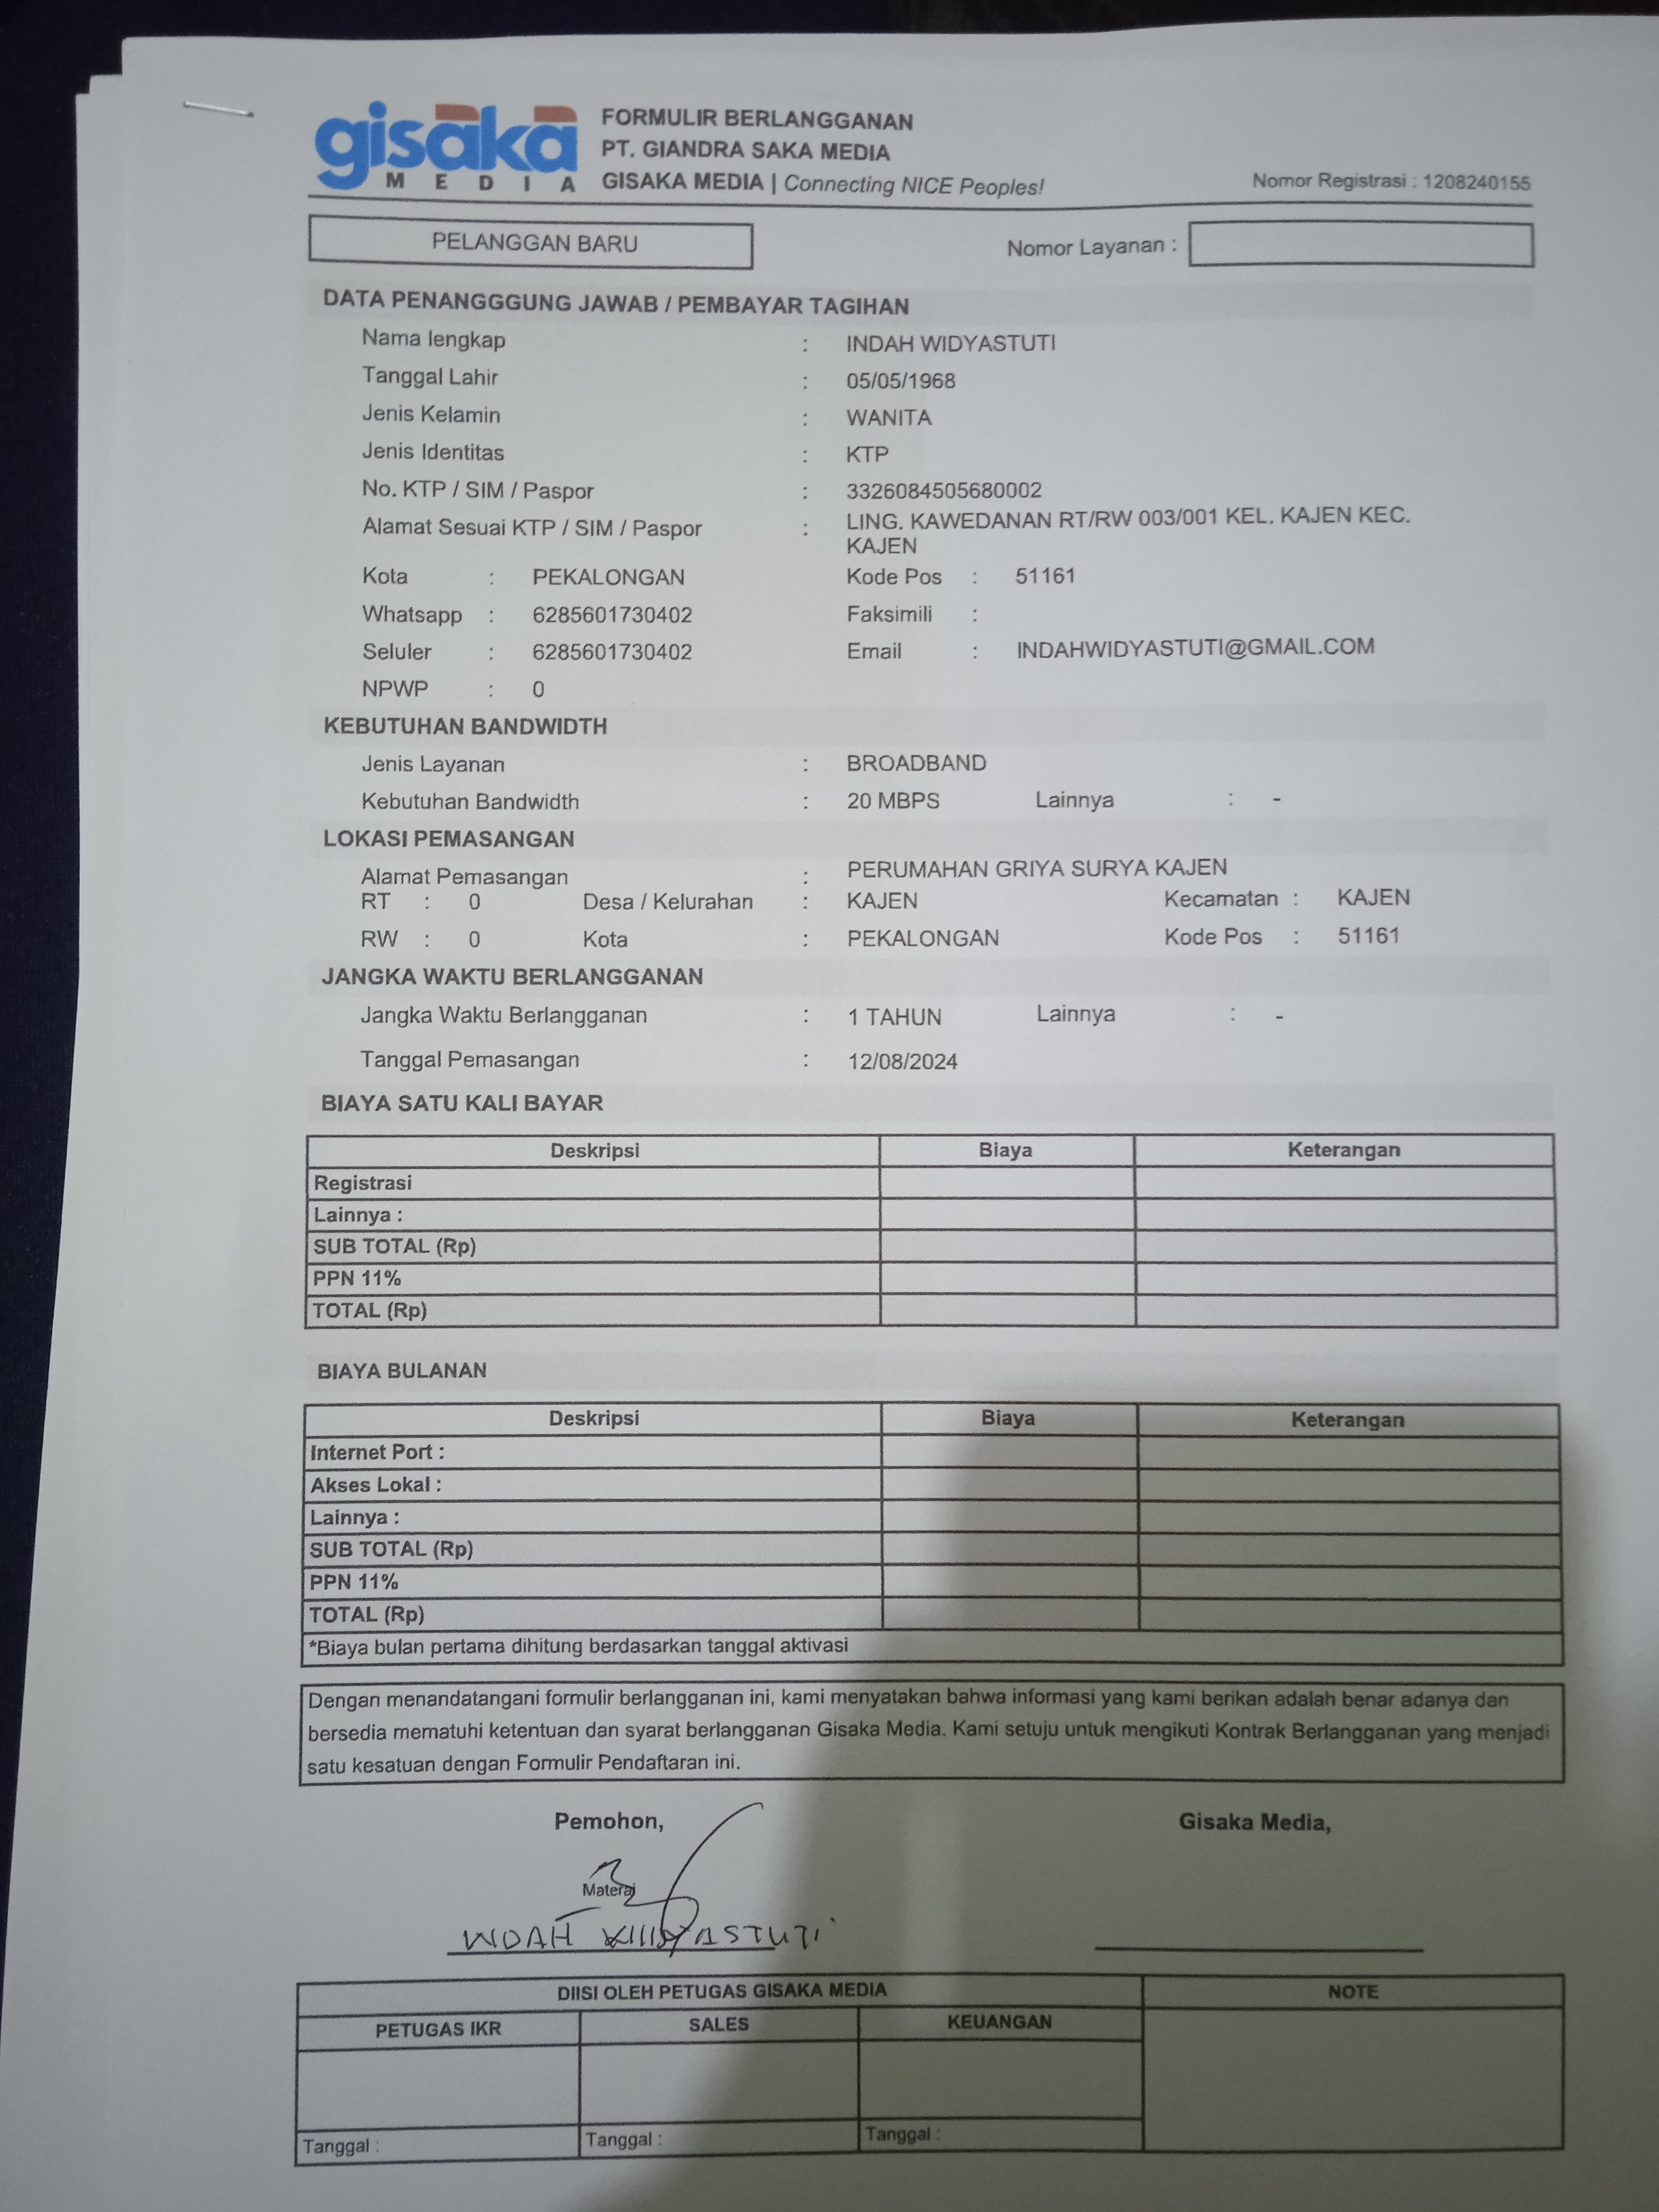 gisaka
MEDIA
FORMULIR BERLANGGANAN
PT. GIANDRA SAKA MEDIA
GISAKA MEDIA | Connecting NICE Peoples!
Nomor Registrasi : 1208240155
PELANGGAN BARU
Nomor Layanan :
DATA PENANGGGUNG JAWAB / PEMBAYAR TAGIHAN
Nama lengkap : INDAH WIDYASTUTI
Tanggal Lahir : 05/05/1968
Jenis Kelamin : WANITA
Jenis Identitas : KTP
No. KTP / SIM / Paspor : 3326084505680002
Alamat Sesuai KTP / SIM / Paspor : LING. KAWEDANAN RT/RW 003/001 KEL. KAJEN KEC.
KAJEN
Kota : PEKALONGAN Kode Pos : 51161
Whatsapp : 6285601730402 Faksimili :
Seluler : 6285601730402 Email : INDAHWIDYASTUTI@GMAIL.COM
NPWP : 0
KEBUTUHAN BANDWIDTH
Jenis Layanan : BROADBAND
Kebutuhan Bandwidth : 20 MBPS Lainnya : -
LOKASI PEMASANGAN
Alamat Pemasangan : PERUMAHAN GRIYA SURYA KAJEN
RT : 0 Desa / Kelurahan : KAJEN Kecamatan : KAJEN
RW : 0 Kota : PEKALONGAN Kode Pos : 51161
JANGKA WAKTU BERLANGGANAN
Jangka Waktu Berlangganan : 1 TAHUN Lainnya : -
Tanggal Pemasangan : 12/08/2024
BIAYA SATU KALI BAYAR
Deskripsi Biaya Keterangan
Registrasi
Lainnya :
SUB TOTAL (Rp)
PPN 11%
TOTAL (Rp)
BIAYA BULANAN
Deskripsi Biaya Keterangan
Internet Port :
Akses Lokal :
Lainnya :
SUB TOTAL (Rp)
PPN 11%
TOTAL (Rp)
*Biaya bulan pertama dihitung berdasarkan tanggal aktivasi
Dengan menandatangani formulir berlangganan ini, kami menyatakan bahwa informasi yang kami berikan adalah benar adanya dan
bersedia mematuhi ketentuan dan syarat berlangganan Gisaka Media. Kami setuju untuk mengikuti Kontrak Berlangganan yang menjadi
satu kesatuan dengan Formulir Pendaftaran ini.
Pemohon, Gisaka Media,
Materai
INDAH WIDYASTUTI
DIISI OLEH PETUGAS GISAKA MEDIA NOTE
PETUGAS IKR SALES KEUANGAN
Tanggal : Tanggal : Tanggal :